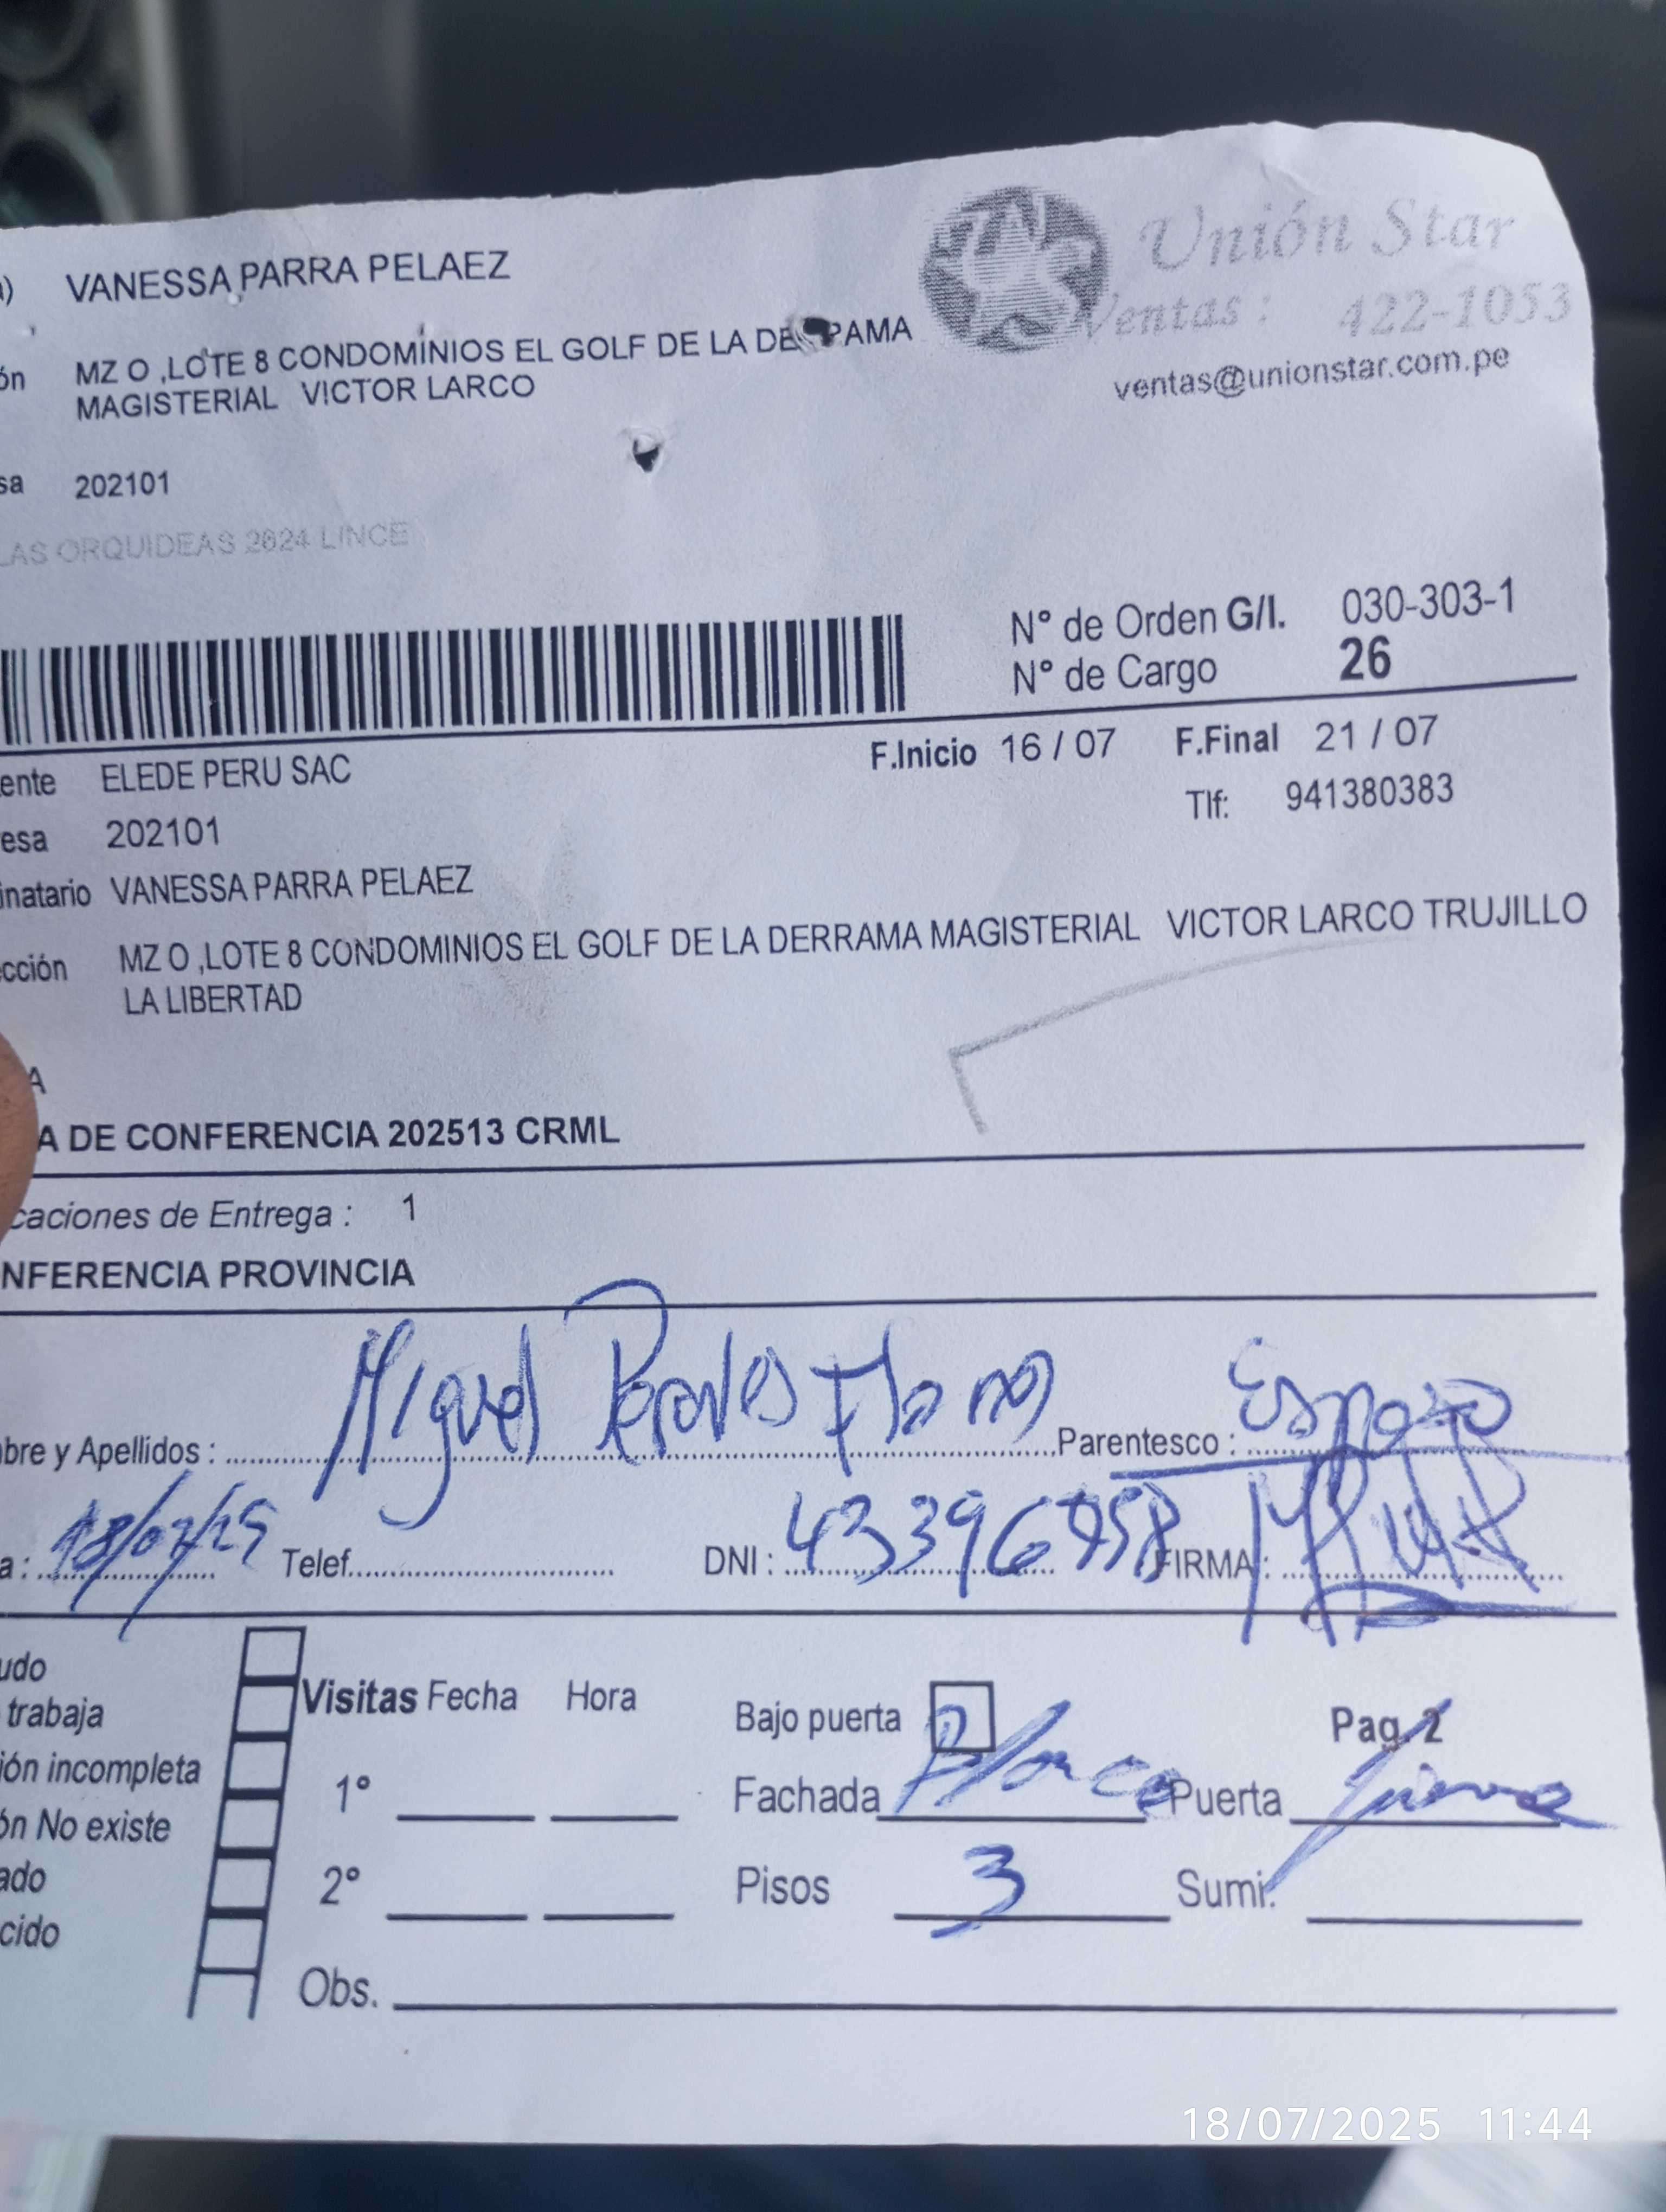 VANESSA PARRA PELAEZ
Unión Star
Ventas : 422-1053
ventas@unionstar.com.pe
ón MZ O ,LOTE 8 CONDOMINIOS EL GOLF DE LA DE RAMA
MAGISTERIAL VICTOR LARCO
sa 202101
LAS ORQUIDEAS 2624 LINCE
N° de Orden G/I. 030-303-1
N° de Cargo 26
F.Inicio 16 / 07 F.Final 21 / 07
ente ELEDE PERU SAC
Tlf: 941380383
esa 202101
inatario VANESSA PARRA PELAEZ
cción MZ O ,LOTE 8 CONDOMINIOS EL GOLF DE LA DERRAMA MAGISTERIAL VICTOR LARCO TRUJILLO
LA LIBERTAD
A
A DE CONFERENCIA 202513 CRML
caciones de Entrega : 1
NFERENCIA PROVINCIA
bre y Apellidos : Miguel Parentesco : Esposo
a : 18/07/25 Telef. DNI : FIRMA :
udo
trabaja
ión incompleta
ón No existe
ado
cido
Visitas Fecha Hora
1°
2°
Obs.
Bajo puerta Pag. 2
Fachada Blanco Puerta
Pisos 3 Sumi.
18/07/2025 11:44